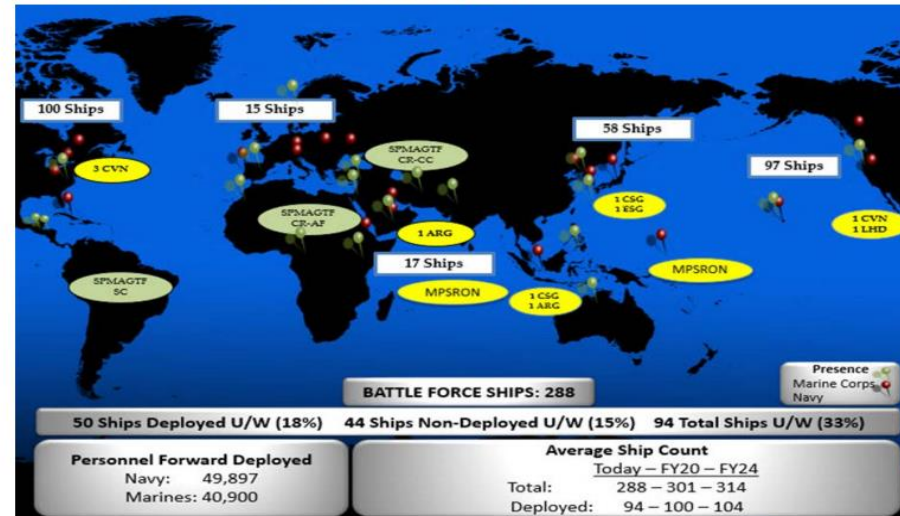 100 Ships
15 Ships
58 Ships
97 Ships
17 Ships
3 CVN
SPMAGTF
CR-CC
SPMAGTF
CR-AF
SPMAGTF
SC
1 ARG
MPSRON
1 CSG
1 ESG
1 CSG
1 ARG
MPSRON
1 CVN
1 LHD
Presence
Marine Corps
Navy
BATTLE FORCE SHIPS: 288
50 Ships Deployed U/W (18%) 44 Ships Non-Deployed U/W (15%) 94 Total Ships U/W (33%)
Personnel Forward Deployed
Navy: 49,897
Marines: 40,900
Average Ship Count
Today – FY20 – FY24
Total: 288 – 301 – 314
Deployed: 94 – 100 – 104